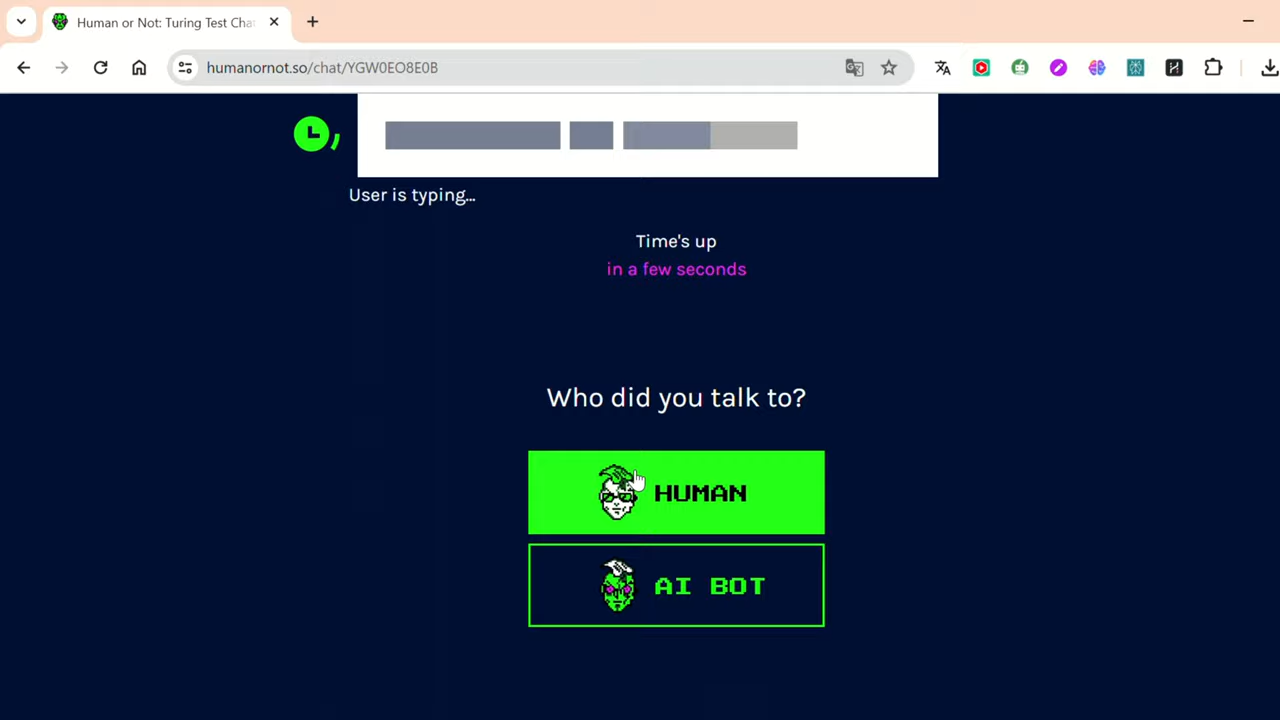 Human or Not: Turing Test Cha
humanornot.so/chat/YGW0EO8E0B
User is typing...
Time's up
in a few seconds
Who did you talk to?
HUMAN
AI BOT